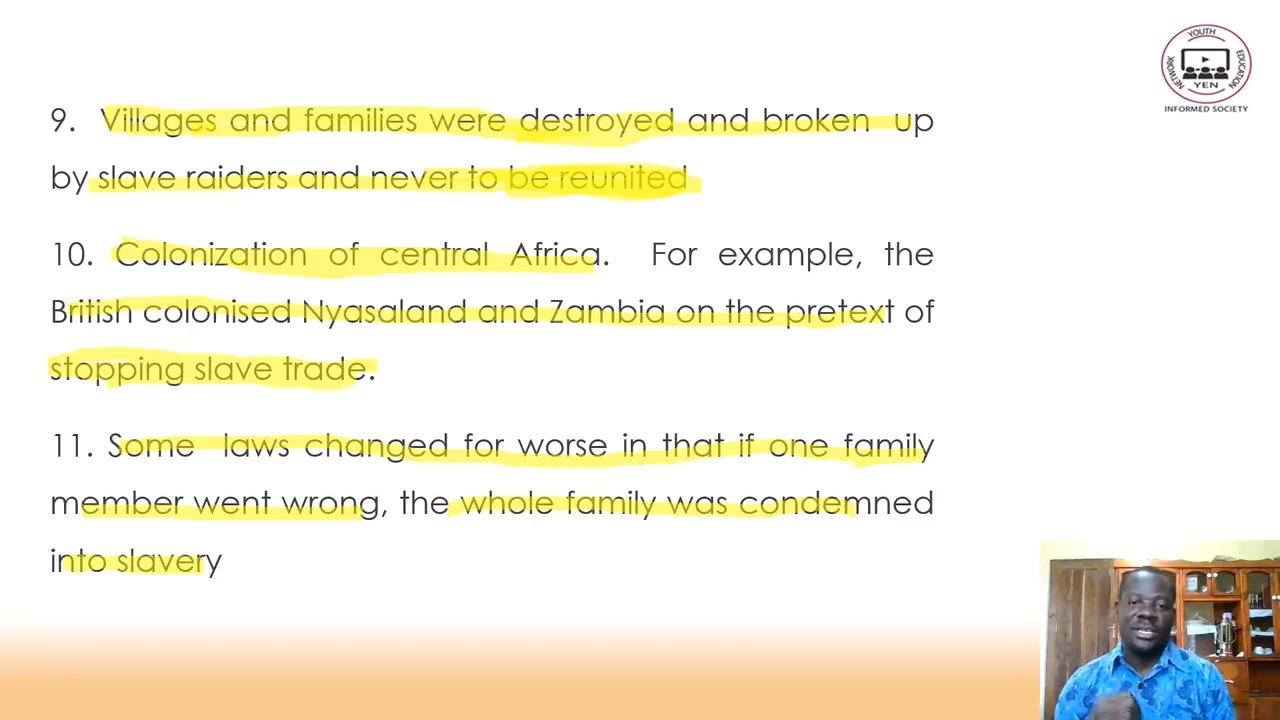 YOUTH
EDUCATION
NETWORK
YEN
INFORMED SOCIETY
9. Villages and families were destroyed and broken up
by slave raiders and never to be reunited
10. Colonization of central Africa. For example, the
British colonised Nyasaland and Zambia on the pretext of
stopping slave trade.
11. Some laws changed for worse in that if one family
member went wrong, the whole family was condemned
into slavery